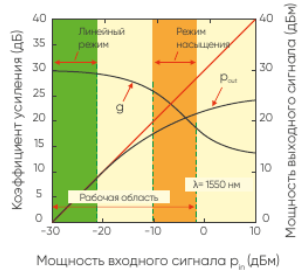 Коэффициент усиления (дБ)
40
35
30
25
20
15
10
5
0
Линейный
режим
Режим
насыщения
g
Pout
λ= 1550 нм
Рабочая область
40
30
20
10
0
Мощность выходного сигнала (дБм)
-30
-20
-10
0
10
Мощность входного сигнала pin (дБм)